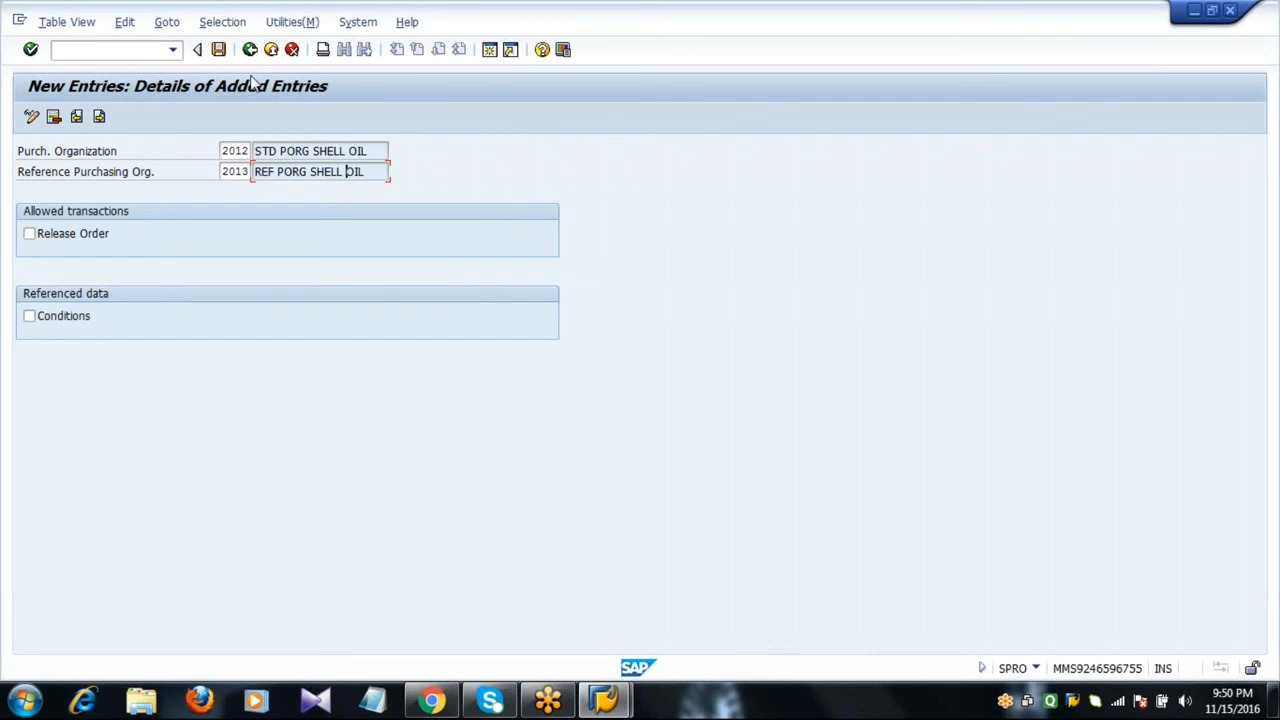 Table View Edit Goto Selection Utilities(M) System Help
New Entries: Details of Added Entries
Purch. Organization 2012 STD PORG SHELL OIL
Reference Purchasing Org. 2013 REF PORG SHELL OIL
Allowed transactions
Release Order
Referenced data
Conditions
SAP
SPRO MMS9246596755 INS
9:50 PM
11/15/2016